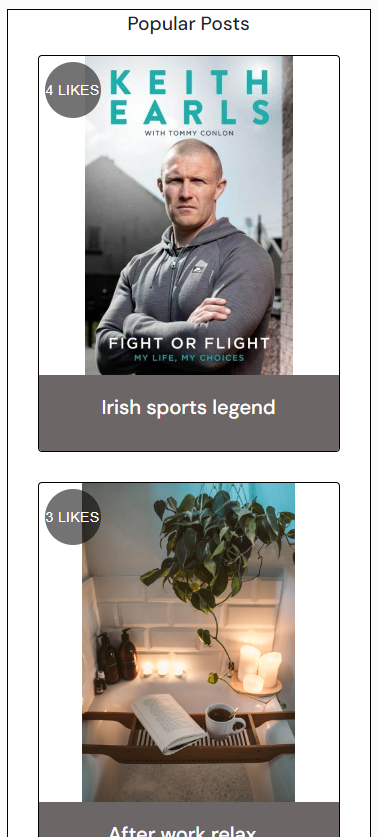 Popular Posts
4 LIKES
KEITH
EARLS
WITH TOMMY CONLON
FIGHT OR FLIGHT
MY LIFE, MY CHOICES
Irish sports legend
3 LIKES
After work relax